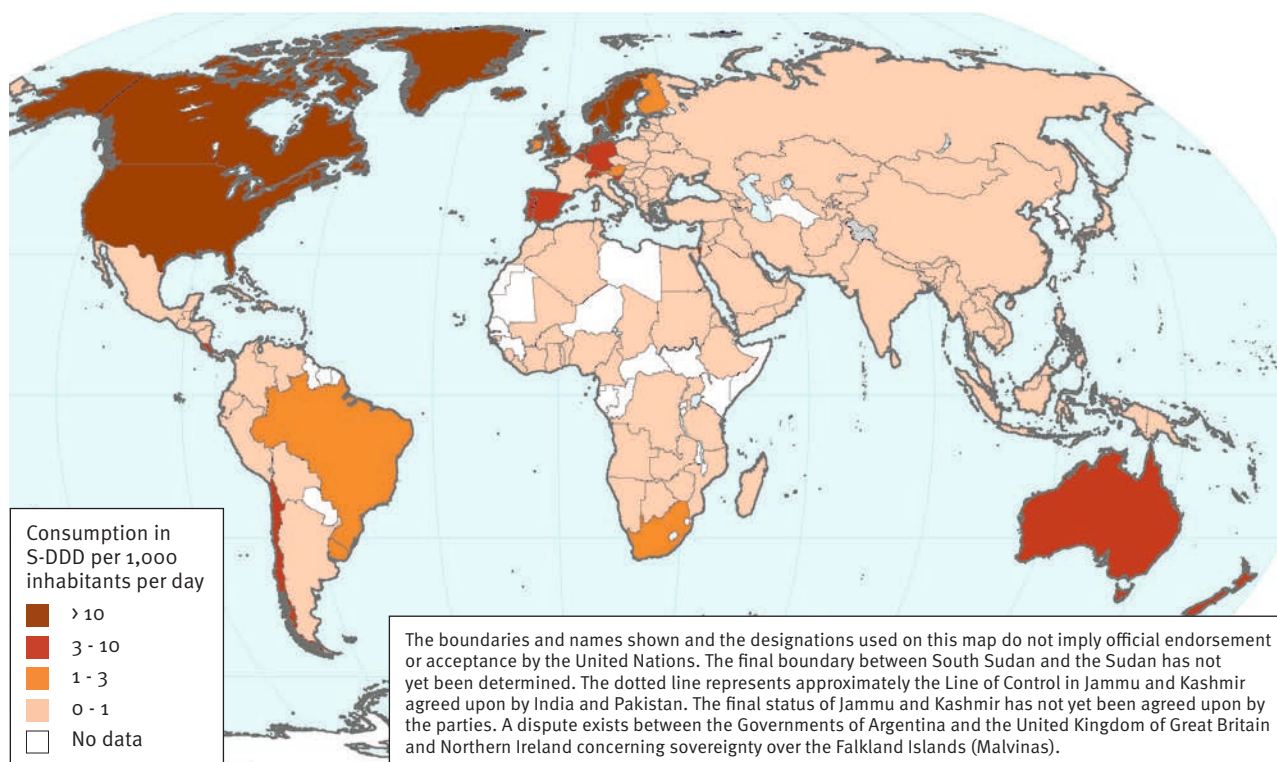 Consumption in
S-DDD per 1,000
inhabitants per day
> 10
3 - 10
1 - 3
0 - 1
No data
The boundaries and names shown and the designations used on this map do not imply official endorsement
or acceptance by the United Nations. The final boundary between South Sudan and the Sudan has not
yet been determined. The dotted line represents approximately the Line of Control in Jammu and Kashmir
agreed upon by India and Pakistan. The final status of Jammu and Kashmir has not yet been agreed upon by
the parties. A dispute exists between the Governments of Argentina and the United Kingdom of Great Britain
and Northern Ireland concerning sovereignty over the Falkland Islands (Malvinas).